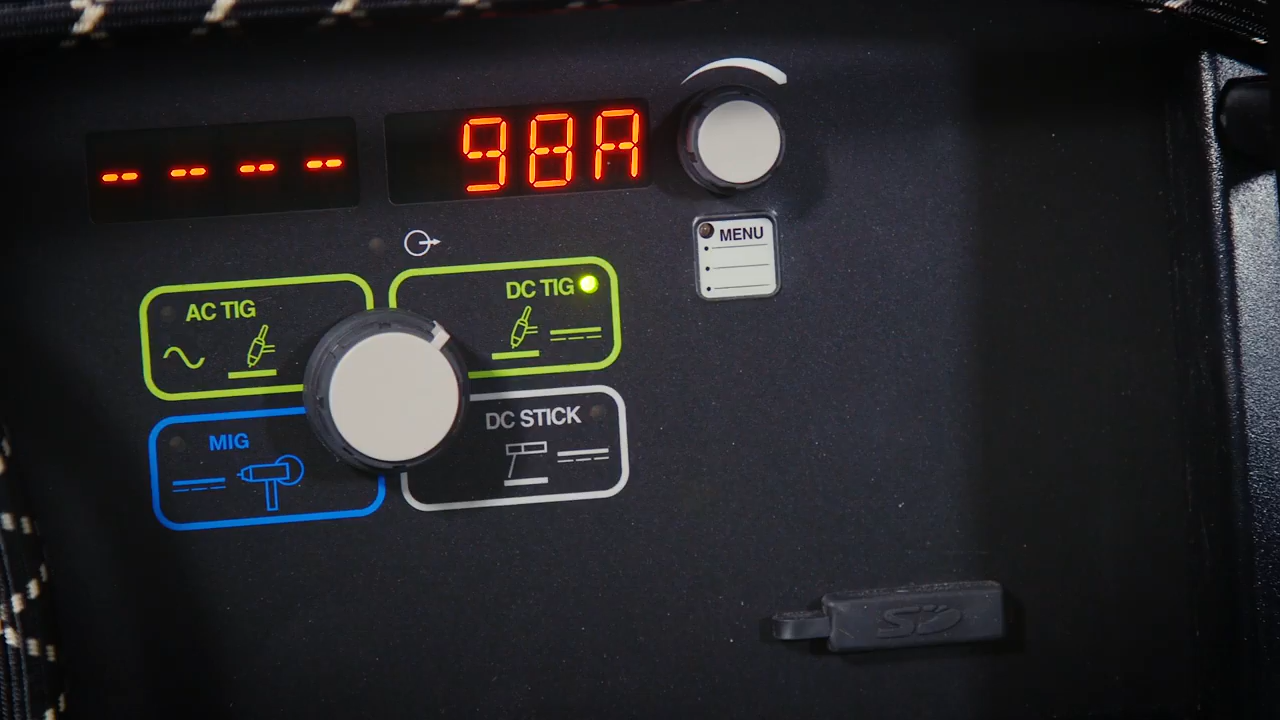 ---- 98A
MENU
AC TIG
DC TIG
MIG
DC STICK
SD